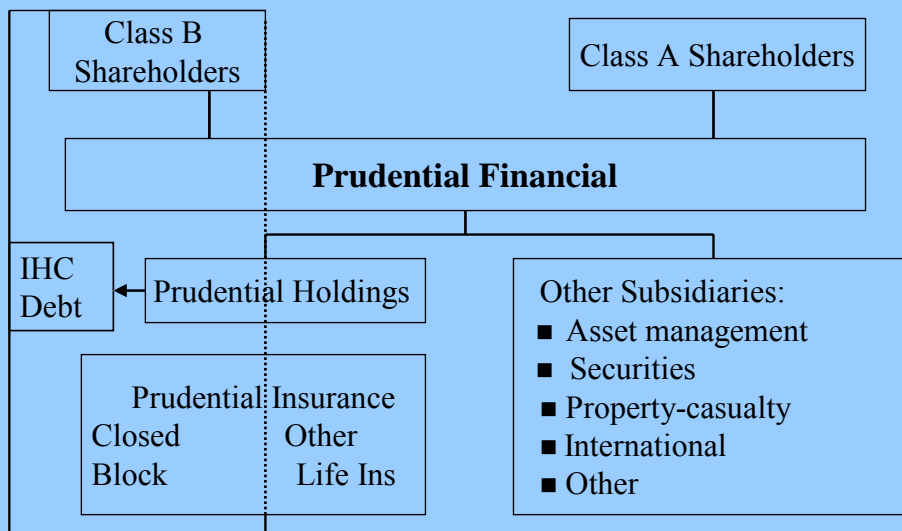 Class B
Shareholders
Class A Shareholders
Prudential Financial
IHC
Debt
Prudential Holdings
Prudential Insurance
Closed Other
Block Life Ins
Other Subsidiaries:
■ Asset management
■ Securities
■ Property-casualty
■ International
■ Other